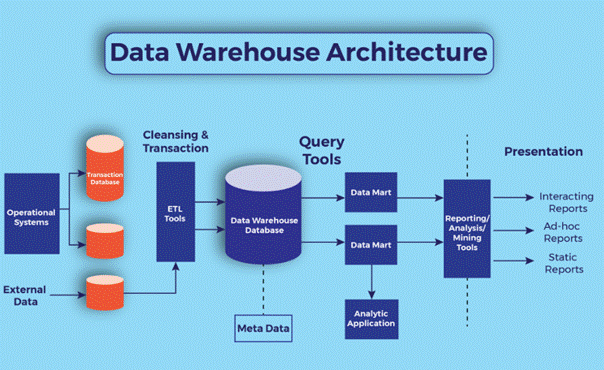 Data Warehouse Architecture
Cleansing &
Transaction
Query
Tools
Presentation
Transaction
Database
Operational
Systems
ETL
Tools
Data Warehouse
Database
Data Mart
Data Mart
Reporting/
Analysis/
Mining
Tools
Interacting
Reports
Ad-hoc
Reports
Static
Reports
External
Data
Meta Data
Analytic
Application